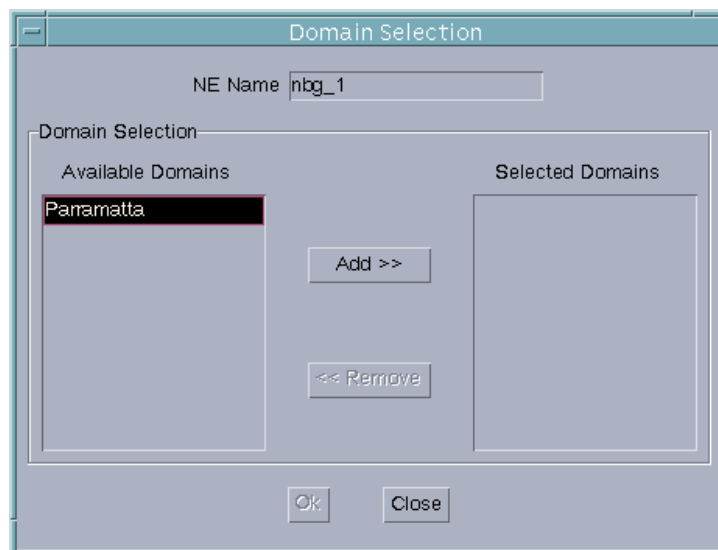 Domain Selection
NE Name nbg_1
Domain Selection
Available Domains
Selected Domains
Parramatta
Add >>
<< Remove
Ok
Close